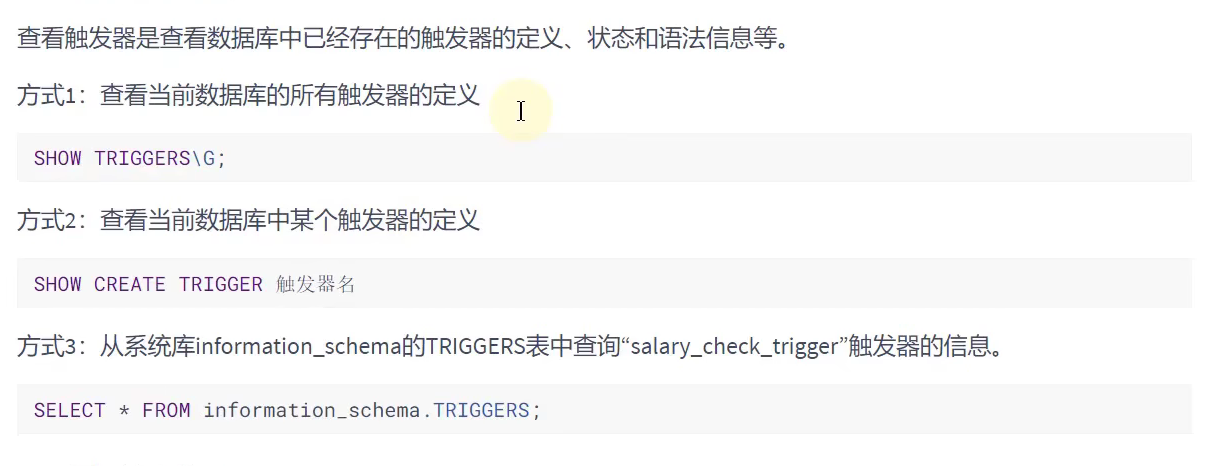 查看触发器是查看数据库中已经存在的触发器的定义、状态和语法信息等。
方式1：查看当前数据库的所有触发器的定义
SHOW TRIGGERS\G;
方式2：查看当前数据库中某个触发器的定义
SHOW CREATE TRIGGER 触发器名
方式3：从系统库information_schema的TRIGGERS表中查询“salary_check_trigger”触发器的信息。
SELECT * FROM information_schema.TRIGGERS;